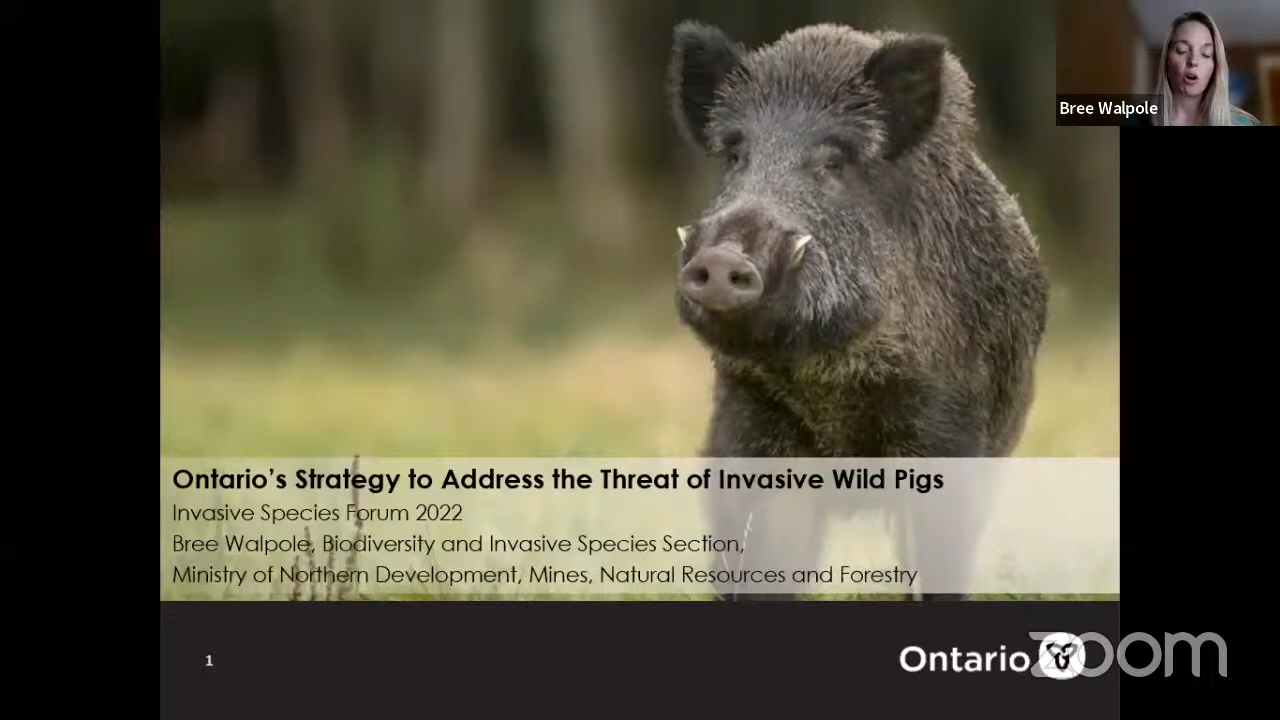 Bree Walpole
Ontario's Strategy to Address the Threat of Invasive Wild Pigs
Invasive Species Forum 2022
Bree Walpole, Biodiversity and Invasive Species Section,
Ministry of Northern Development, Mines, Natural Resources and Forestry
1
Ontario
zoom